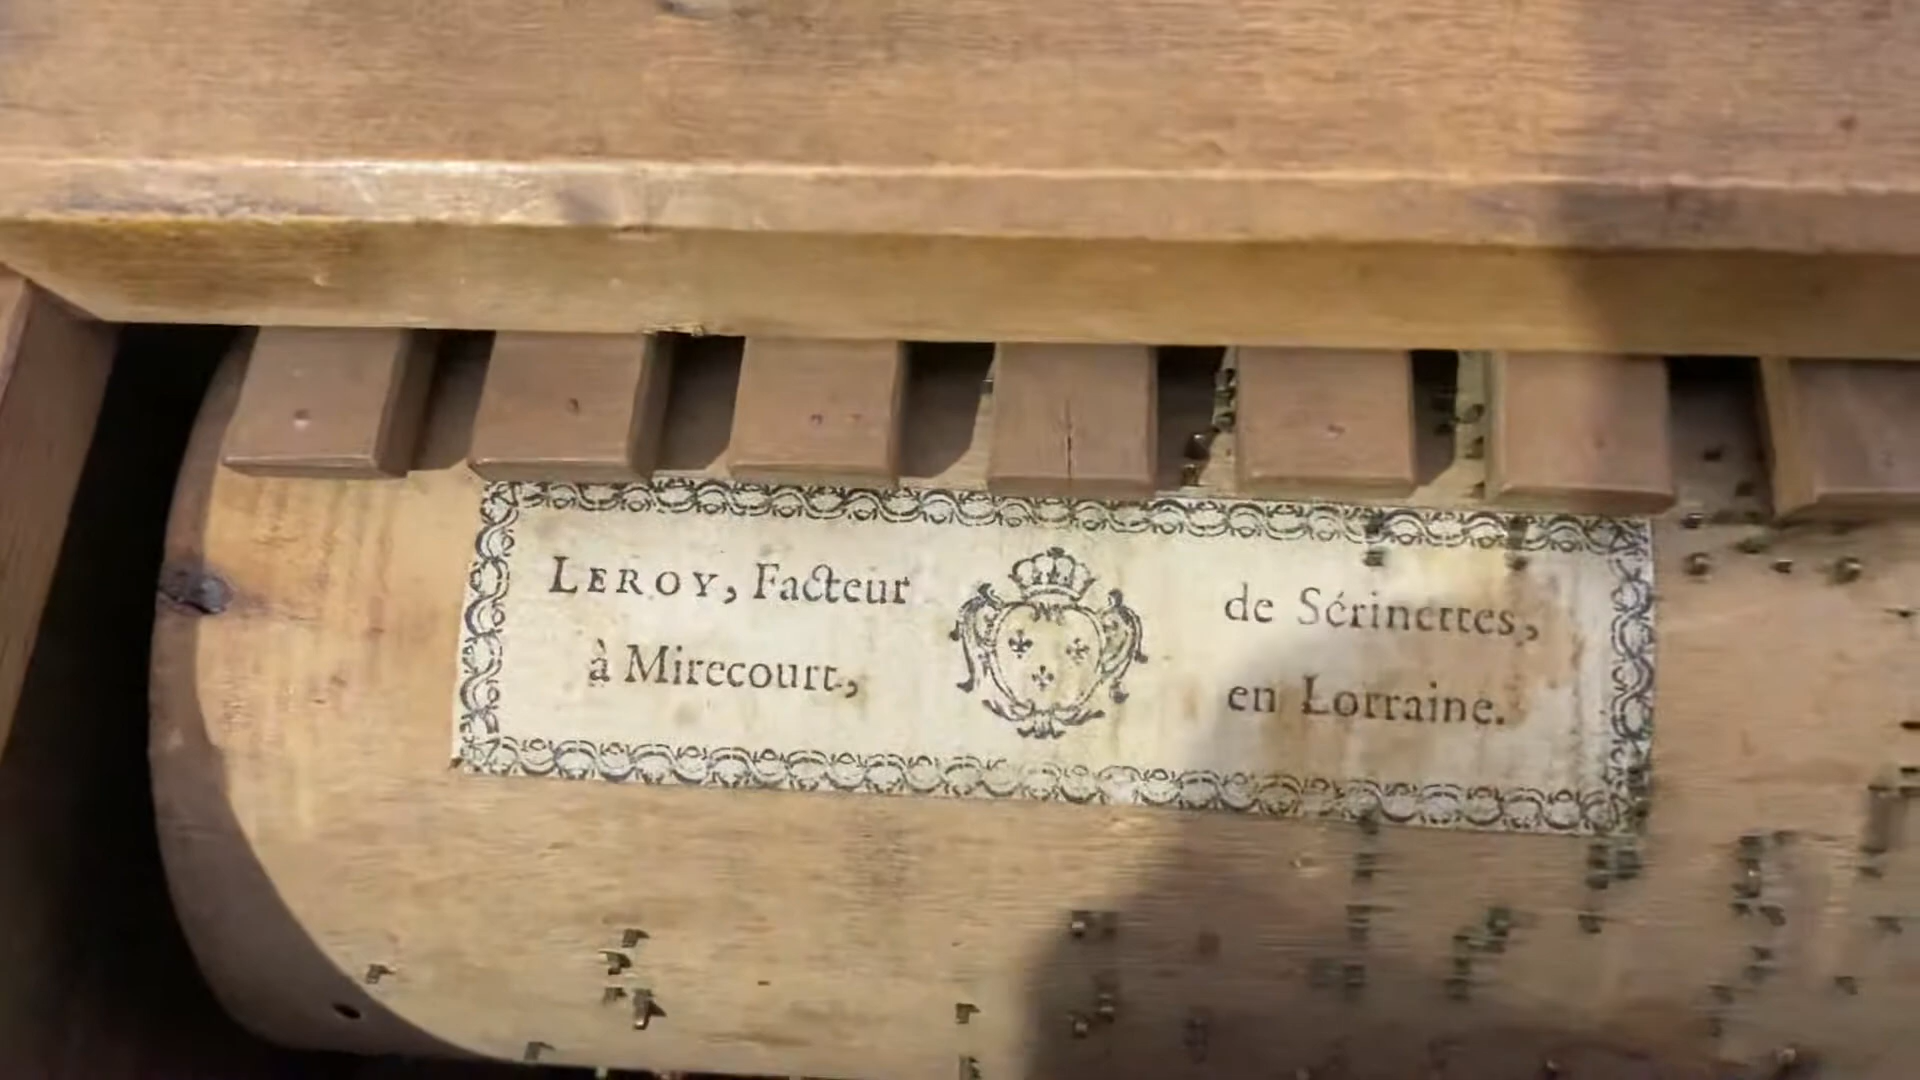 LEROY, Facteur de Sérinettes,
à Mirecourt, en Lorraine.